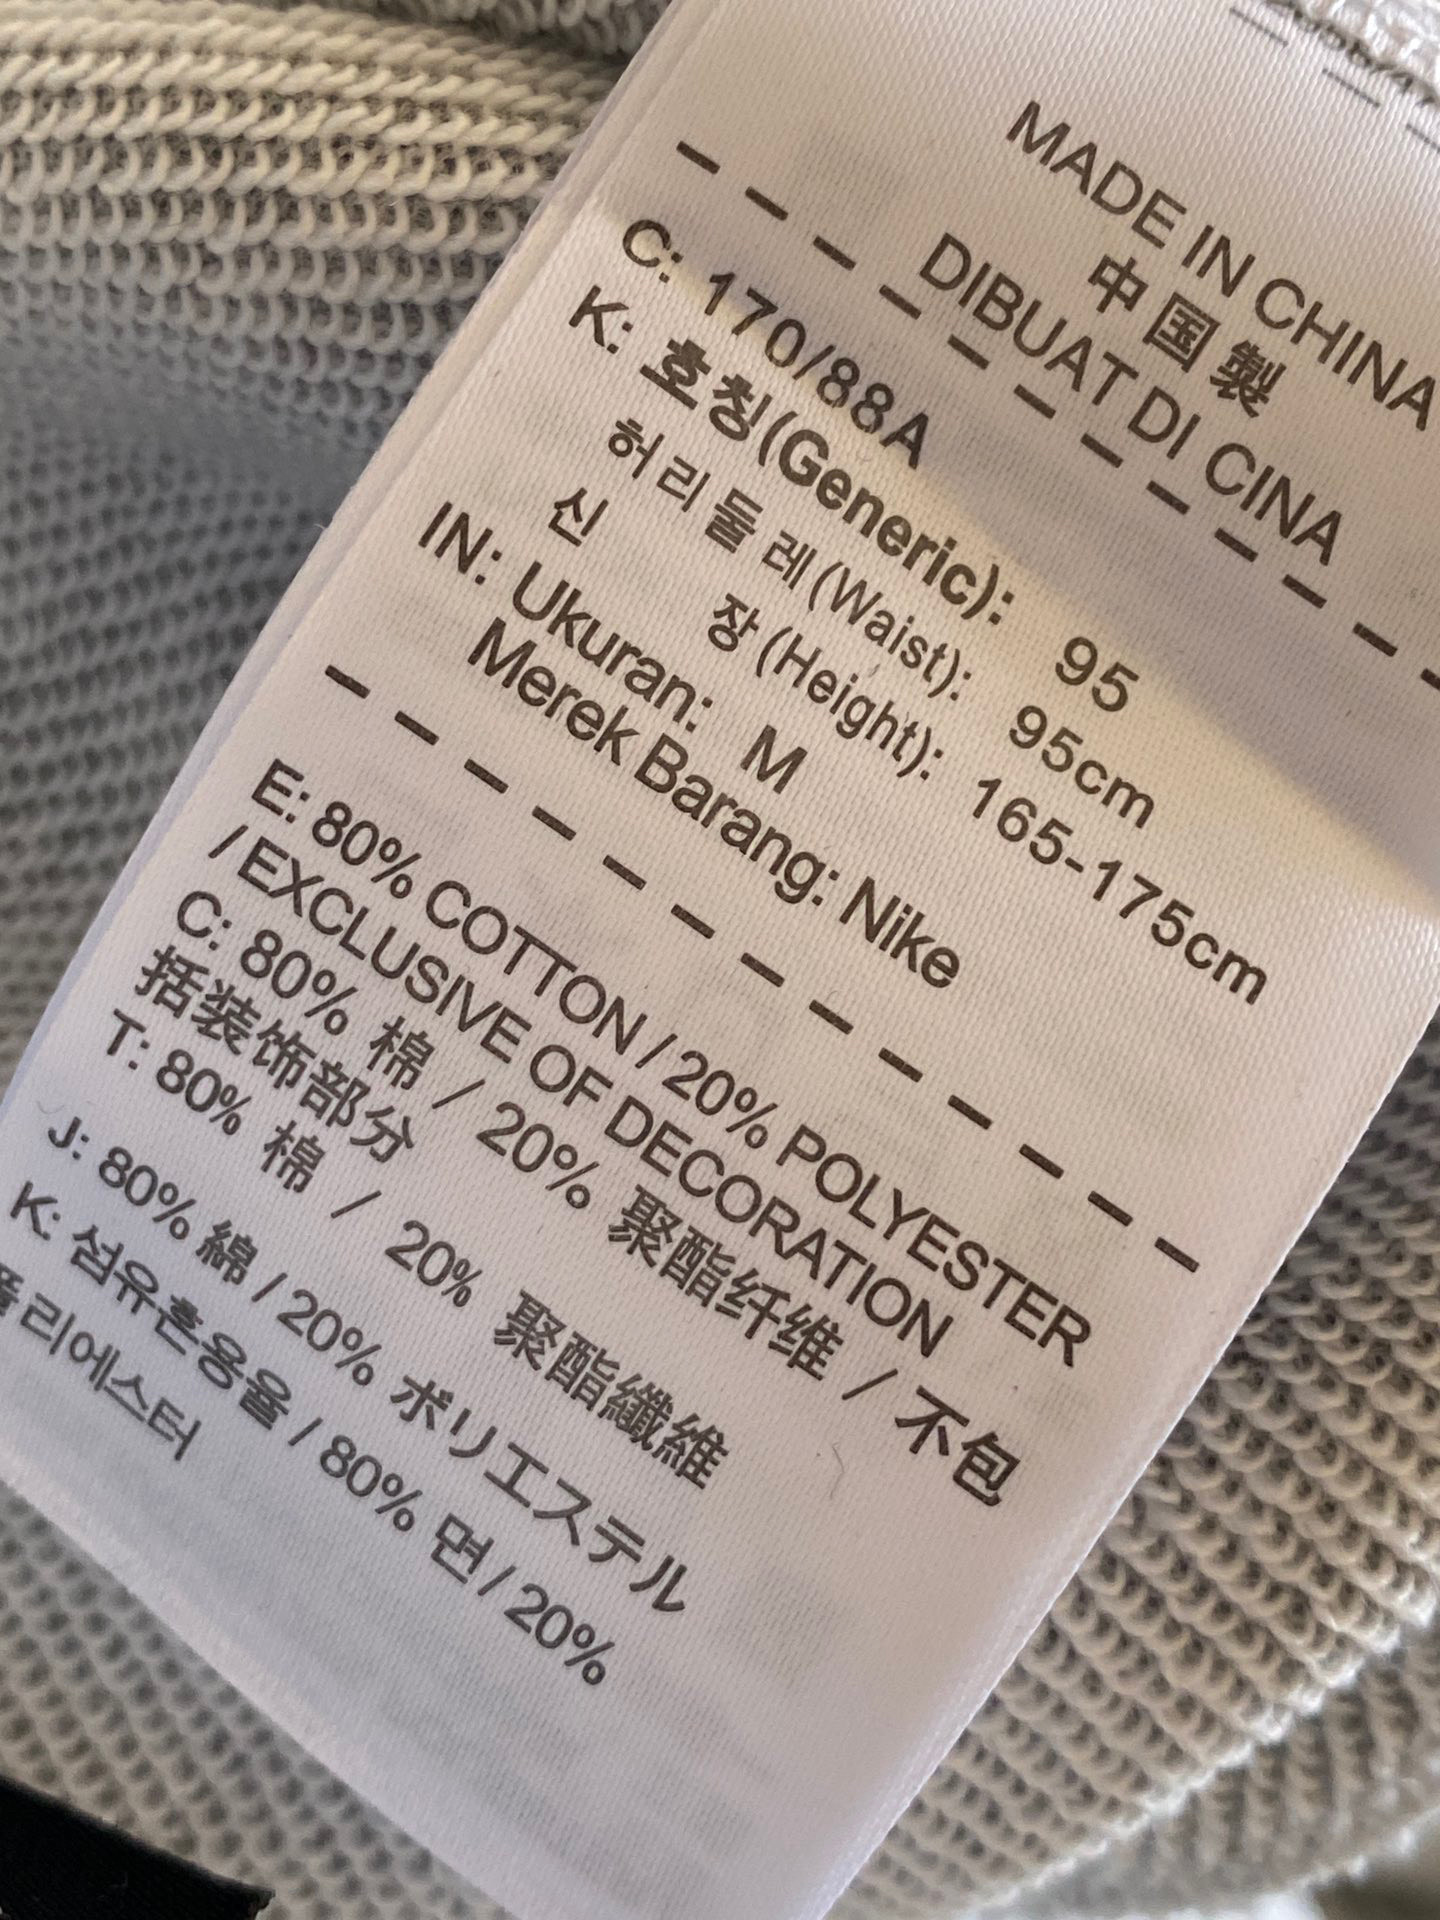 MADE IN CHINA
中国製
DIBUAT DI CINA
C: 170/88A
K: 호칭(Generic): 95
허리둘레(Waist): 95cm
신 장(Height): 165-175cm
IN: Ukuran: M
Merek Barang: Nike
E: 80% COTTON / 20% POLYESTER
/ EXCLUSIVE OF DECORATION
C: 80% 棉 / 20% 聚酯纤维 / 不包
括装饰部分
T: 80% 棉 / 20% 聚酯纖維
J: 80% 綿 / 20% ポリエステル
K: 섬유혼용율 / 80% 면 / 20%
폴리에스터